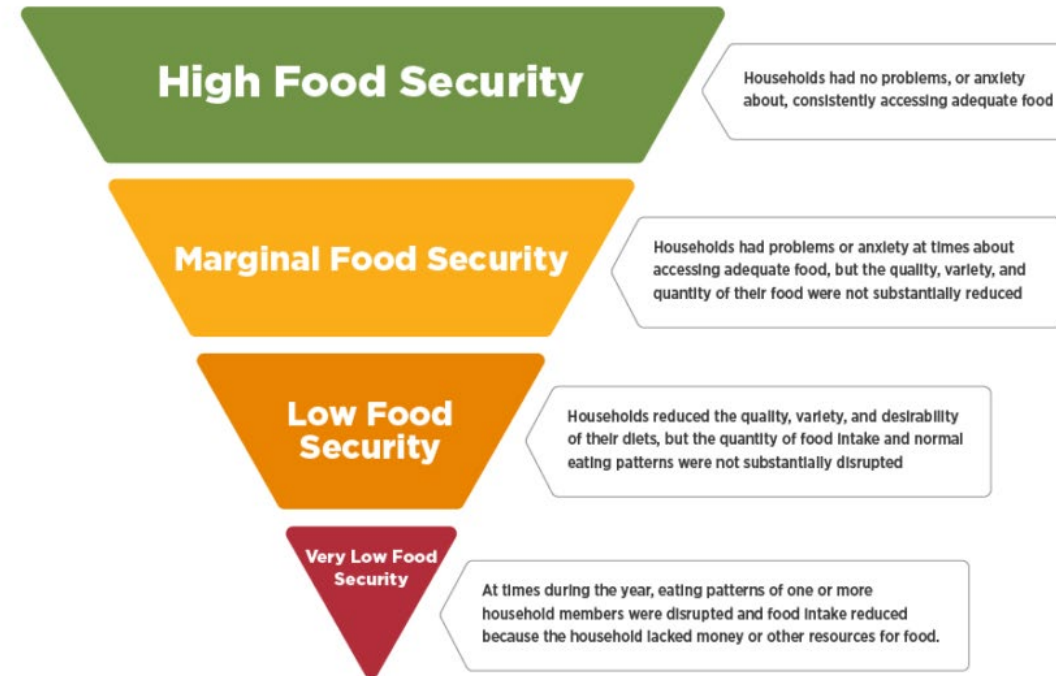 High Food Security
Households had no problems, or anxiety
about, consistently accessing adequate food
Marginal Food Security
Households had problems or anxiety at times about
accessing adequate food, but the quality, variety, and
quantity of their food were not substantially reduced
Low Food
Security
Households reduced the quality, variety, and desirability
of their diets, but the quantity of food intake and normal
eating patterns were not substantially disrupted
Very Low Food
Security
At times during the year, eating patterns of one or more
household members were disrupted and food intake reduced
because the household lacked money or other resources for food.